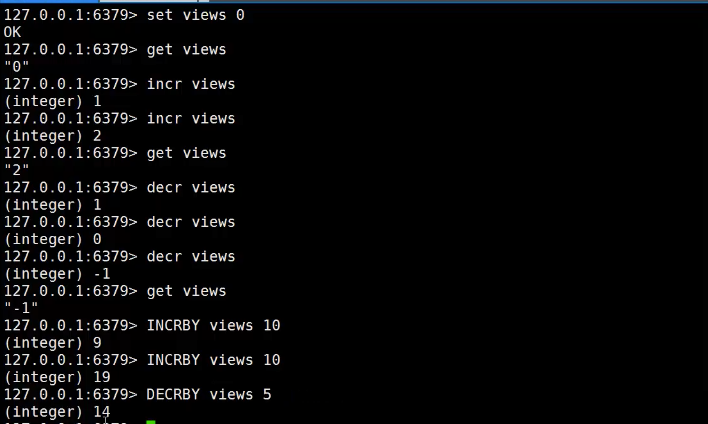 127.0.0.1:6379> set views 0
OK
127.0.0.1:6379> get views
"0"
127.0.0.1:6379> incr views
(integer) 1
127.0.0.1:6379> incr views
(integer) 2
127.0.0.1:6379> get views
"2"
127.0.0.1:6379> decr views
(integer) 1
127.0.0.1:6379> decr views
(integer) 0
127.0.0.1:6379> decr views
(integer) -1
127.0.0.1:6379> get views
"-1"
127.0.0.1:6379> INCRBY views 10
(integer) 9
127.0.0.1:6379> INCRBY views 10
(integer) 19
127.0.0.1:6379> DECRBY views 5
(integer) 14